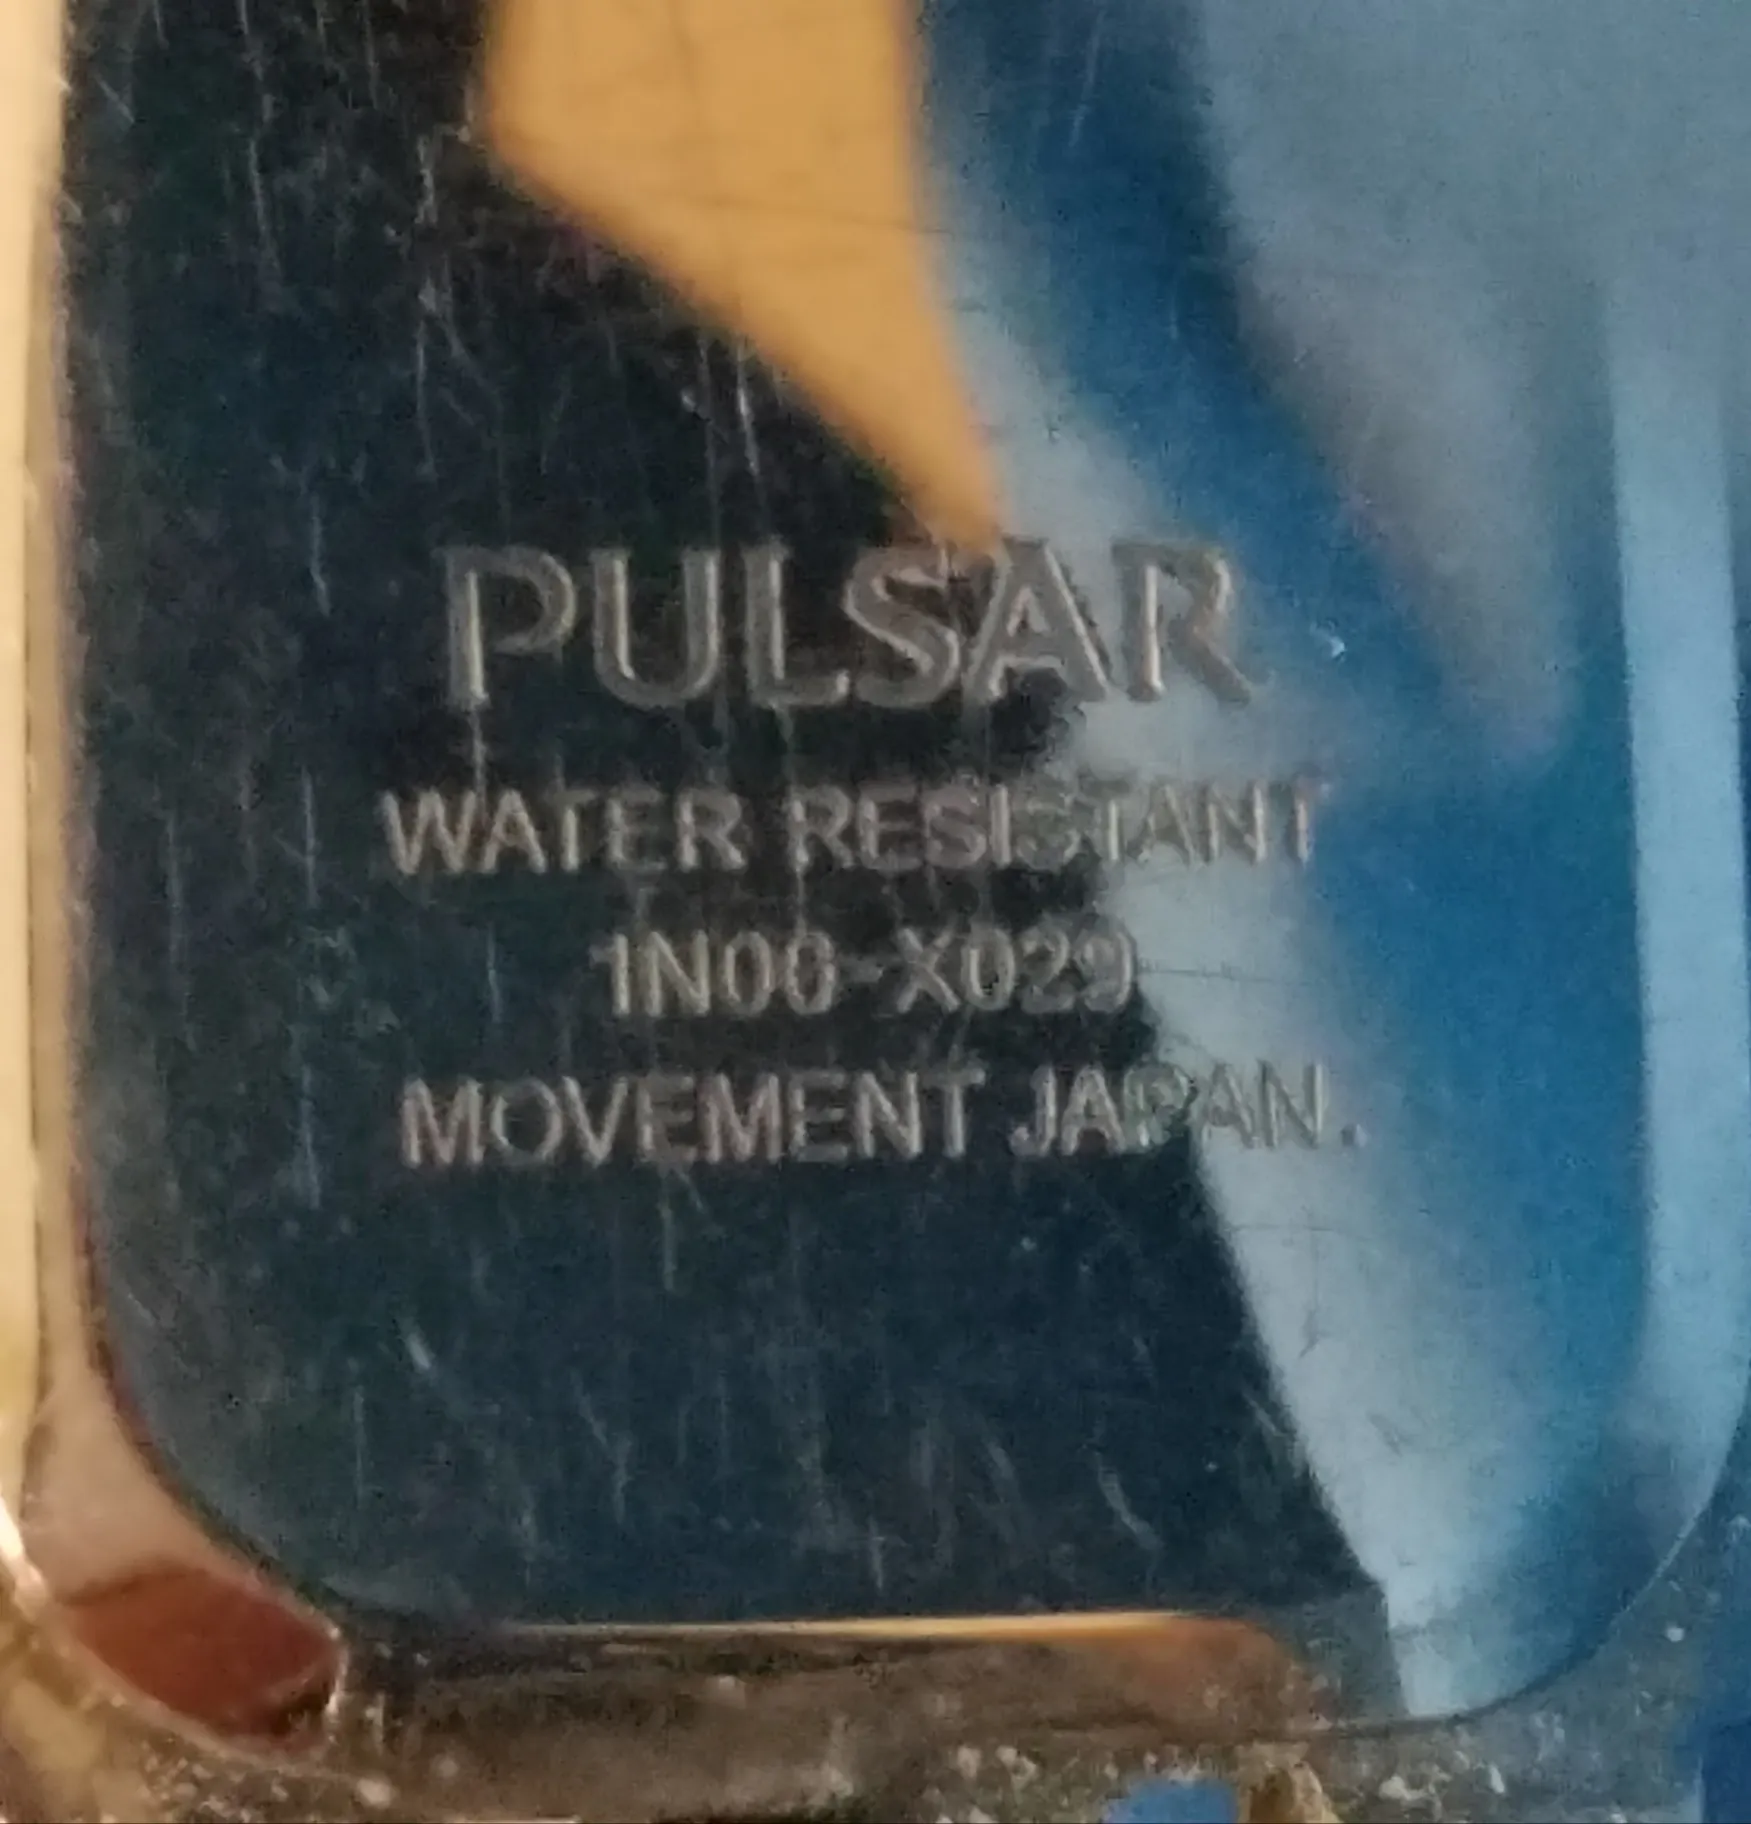 PULSAR
WATER RESISTANT
1N00-X029
MOVEMENT JAPAN.